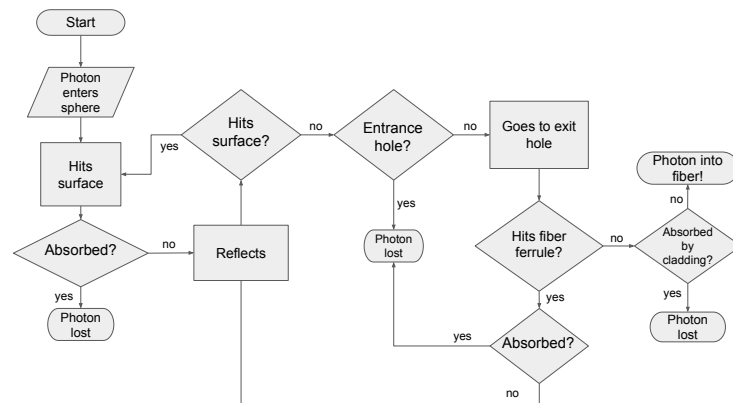 Start
Photon
enters
sphere
Hits
surface
Absorbed?
yes
Photon
lost
no
Reflects
Hits
surface?
yes
no
Entrance
hole?
yes
Photon
lost
no
Goes to exit
hole
Hits fiber
ferrule?
yes
Absorbed?
yes
no
no
Absorbed
by
cladding?
no
Photon into
fiber!
yes
Photon
lost